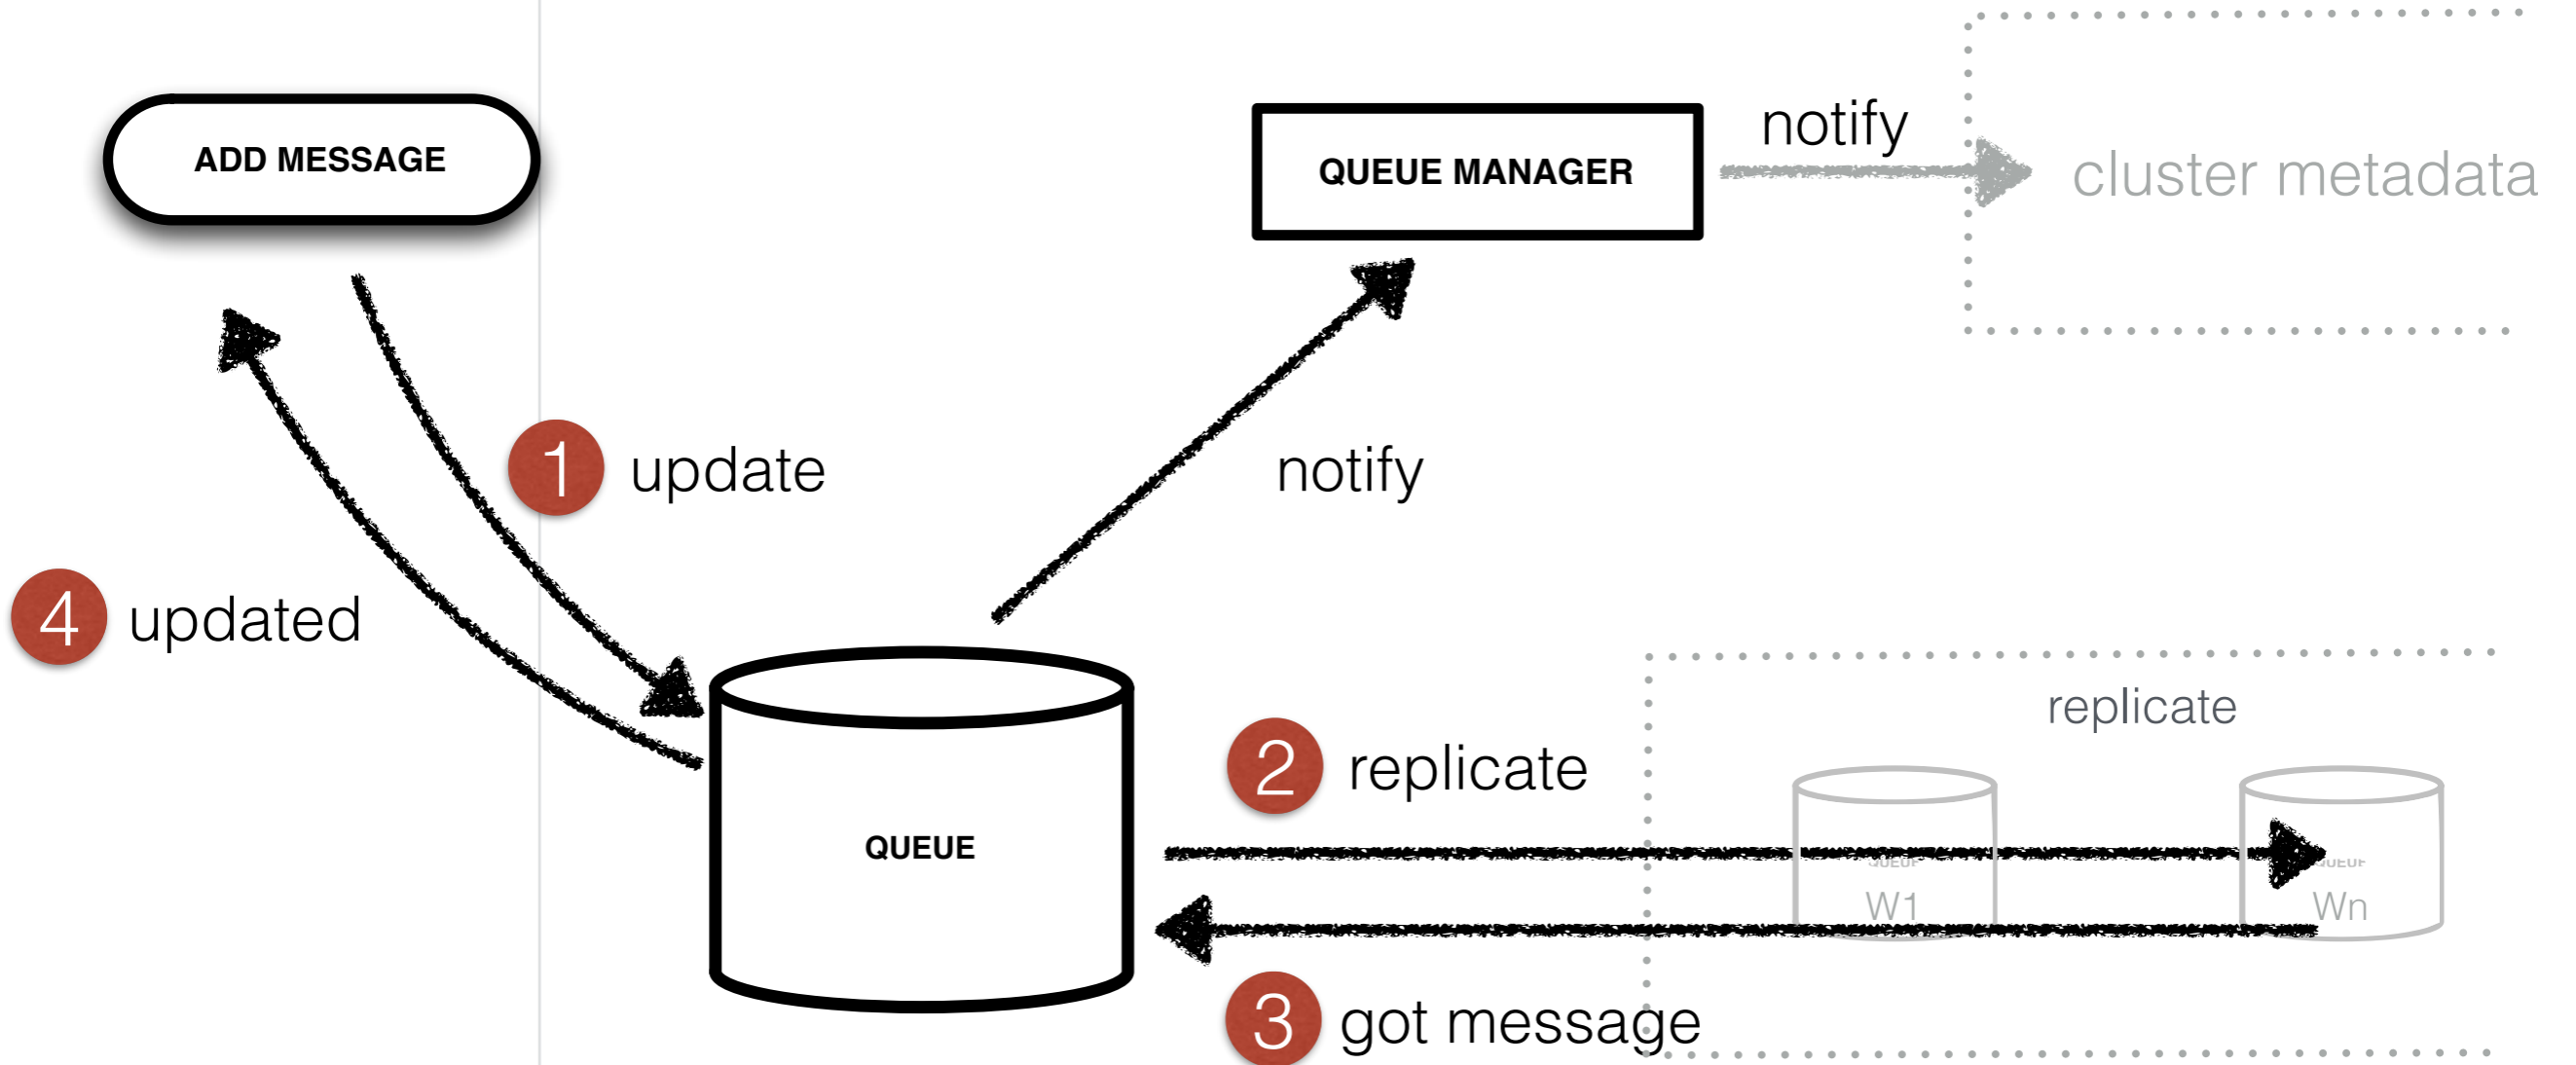 ADD MESSAGE
QUEUE MANAGER
notify
cluster metadata
1 update
notify
4 updated
replicate
2 replicate
QUEUE
W1
Wn
3 got message